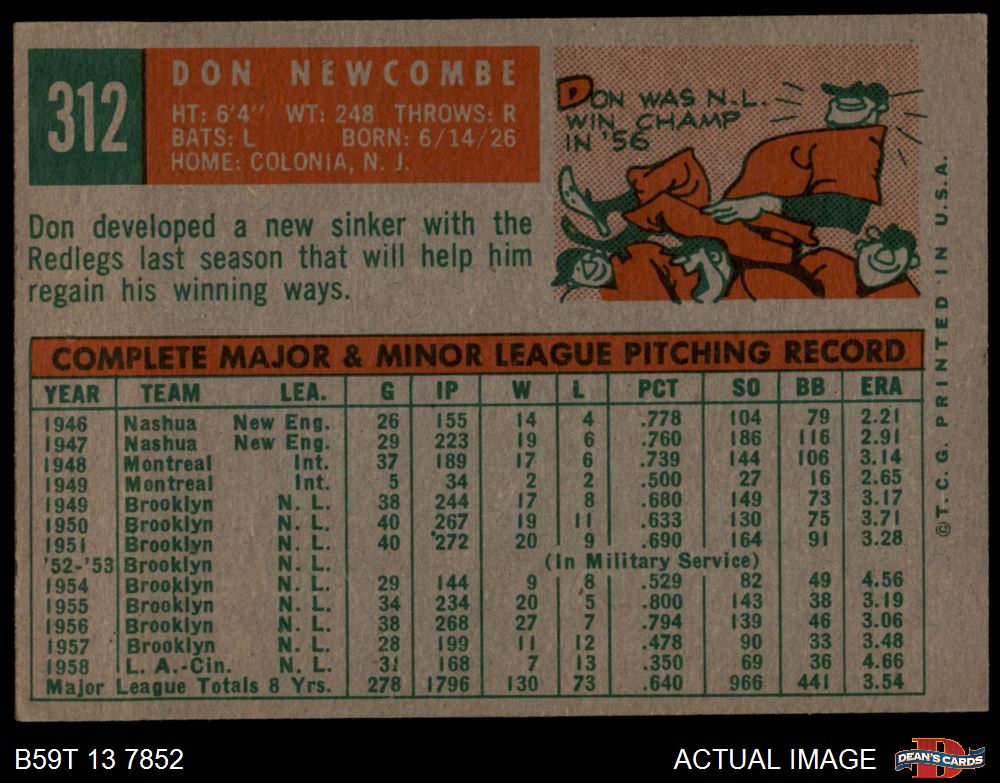 312
DON NEWCOMBE
HT: 6'4" WT: 248 THROWS: R
BATS: L BORN: 6/14/26
HOME: COLONIA, N. J.
DON WAS N.L.
WIN CHAMP
IN '56
Don developed a new sinker with the
Redlegs last season that will help him
regain his winning ways.
COMPLETE MAJOR & MINOR LEAGUE PITCHING RECORD
YEAR TEAM LEA. G IP W L PCT SO BB ERA
1946 Nashua New Eng. 26 155 14 4 .778 104 79 2.21
1947 Nashua New Eng. 29 223 19 6 .760 186 116 2.91
1948 Montreal Int. 37 189 17 6 .739 144 106 3.14
1949 Montreal Int. 5 34 2 2 .500 27 16 2.65
1949 Brooklyn N. L. 38 244 17 8 .680 149 73 3.17
1950 Brooklyn N. L. 40 267 19 11 .633 130 75 3.71
1951 Brooklyn N. L. 40 272 20 9 .690 164 91 3.28
'52-'53 Brooklyn N. L. (In Military Service)
1954 Brooklyn N. L. 29 144 9 8 .529 82 49 4.56
1955 Brooklyn N. L. 34 234 20 5 .800 143 38 3.19
1956 Brooklyn N. L. 38 268 27 7 .794 139 46 3.06
1957 Brooklyn N. L. 28 199 11 12 .478 90 33 3.48
1958 L. A.-Cin. N. L. 31 168 7 13 .350 69 36 4.66
Major League Totals 8 Yrs. 278 1796 130 73 .640 966 441 3.54
©T. C. G. PRINTED IN U.S.A.
B59T 13 7852
ACTUAL IMAGE
D
DEAN'S CARDS